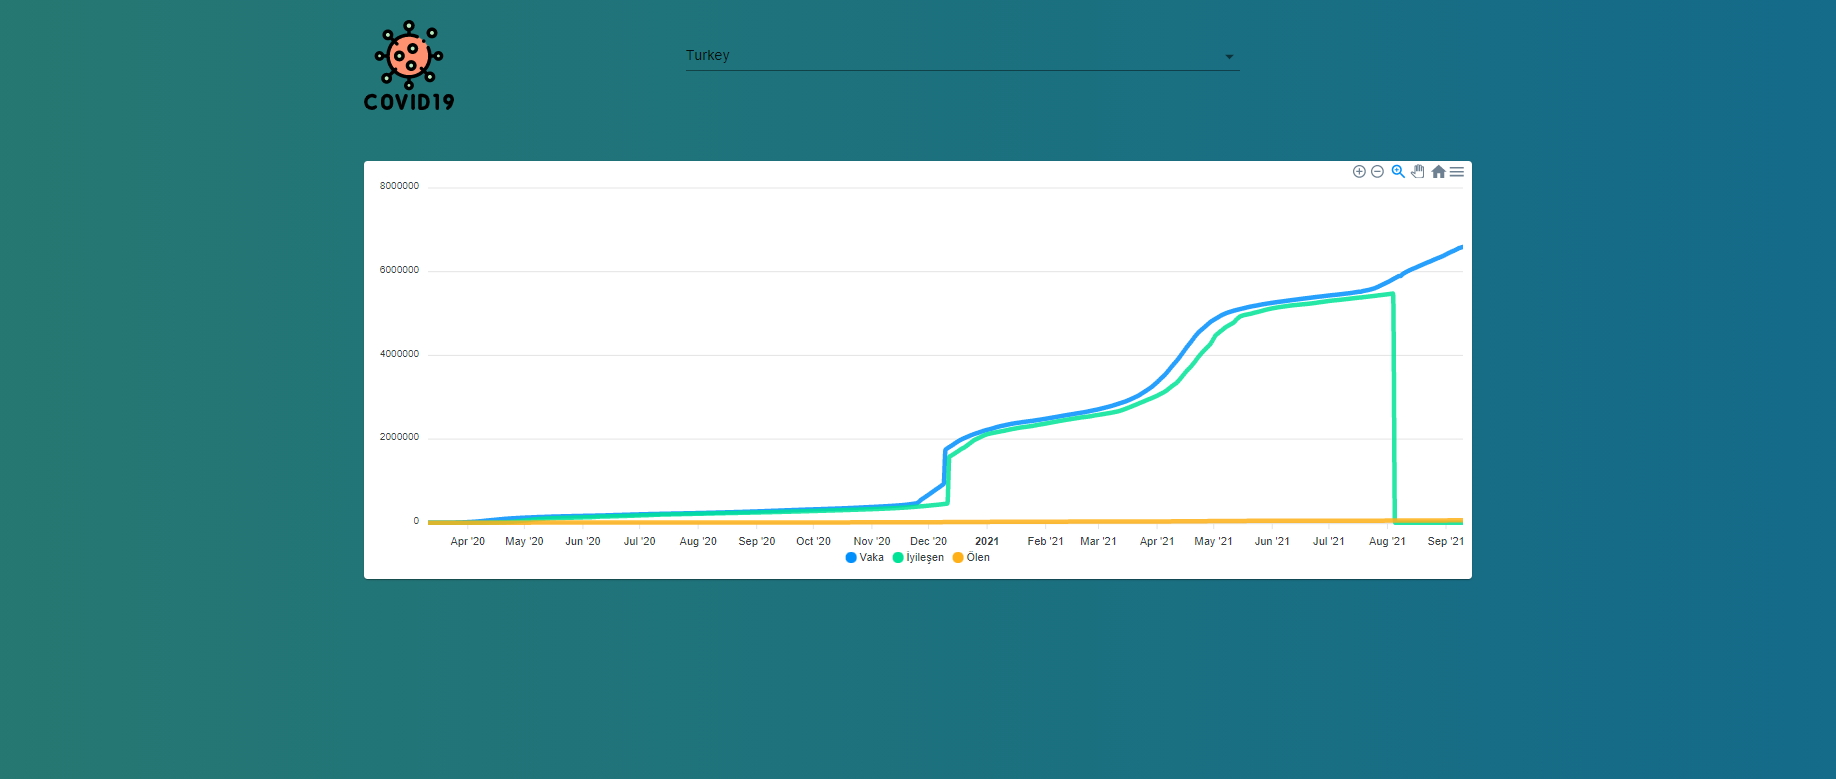 COVID19
Turkey
8000000
6000000
4000000
2000000
0
Apr '20 May '20 Jun '20 Jul '20 Aug '20 Sep '20 Oct '20 Nov '20 Dec '20 2021 Feb '21 Mar '21 Apr '21 May '21 Jun '21 Jul '21 Aug '21 Sep '21
Vaka İyileşen Ölen